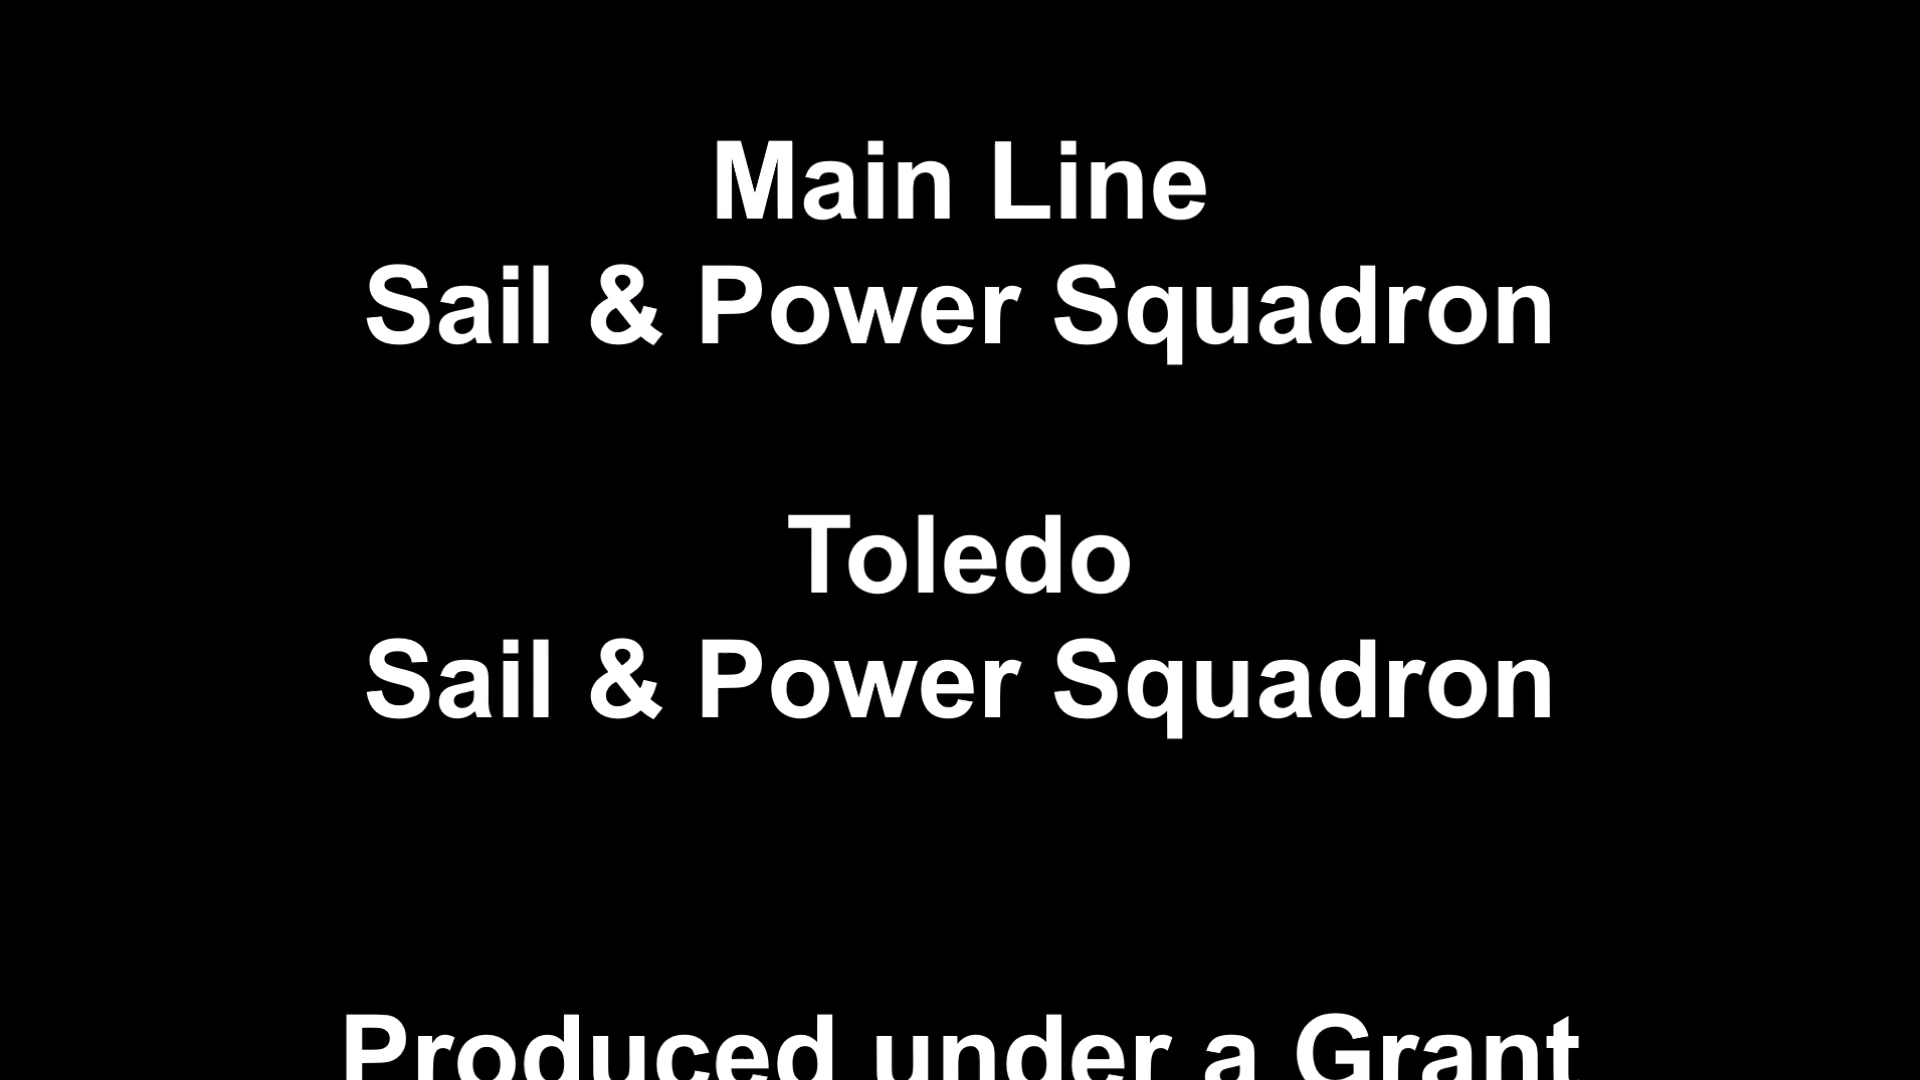 Main Line
Sail & Power Squadron
Toledo
Sail & Power Squadron
Produced under a Grant